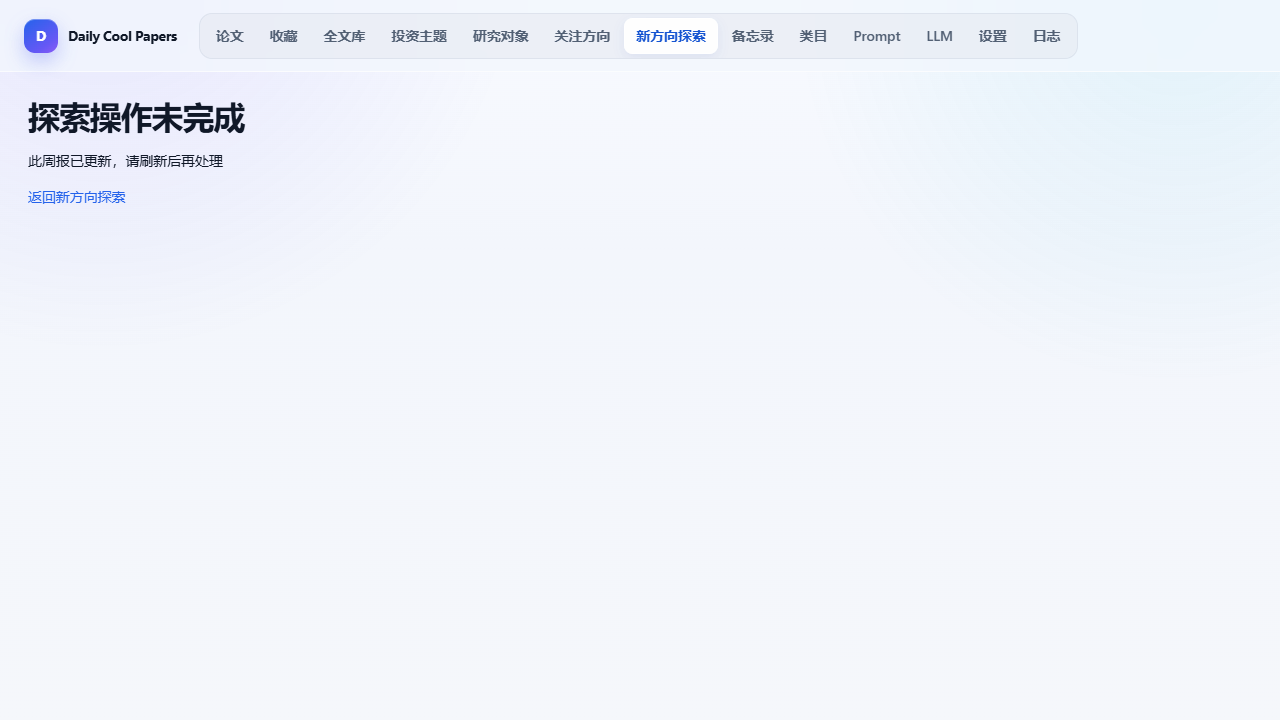 D Daily Cool Papers 论文 收藏 全文库 投资主题 研究对象 关注方向 新方向探索 备忘录 类目 Prompt LLM 设置 日志
探索操作未完成
此周报已更新，请刷新后再处理
返回新方向探索